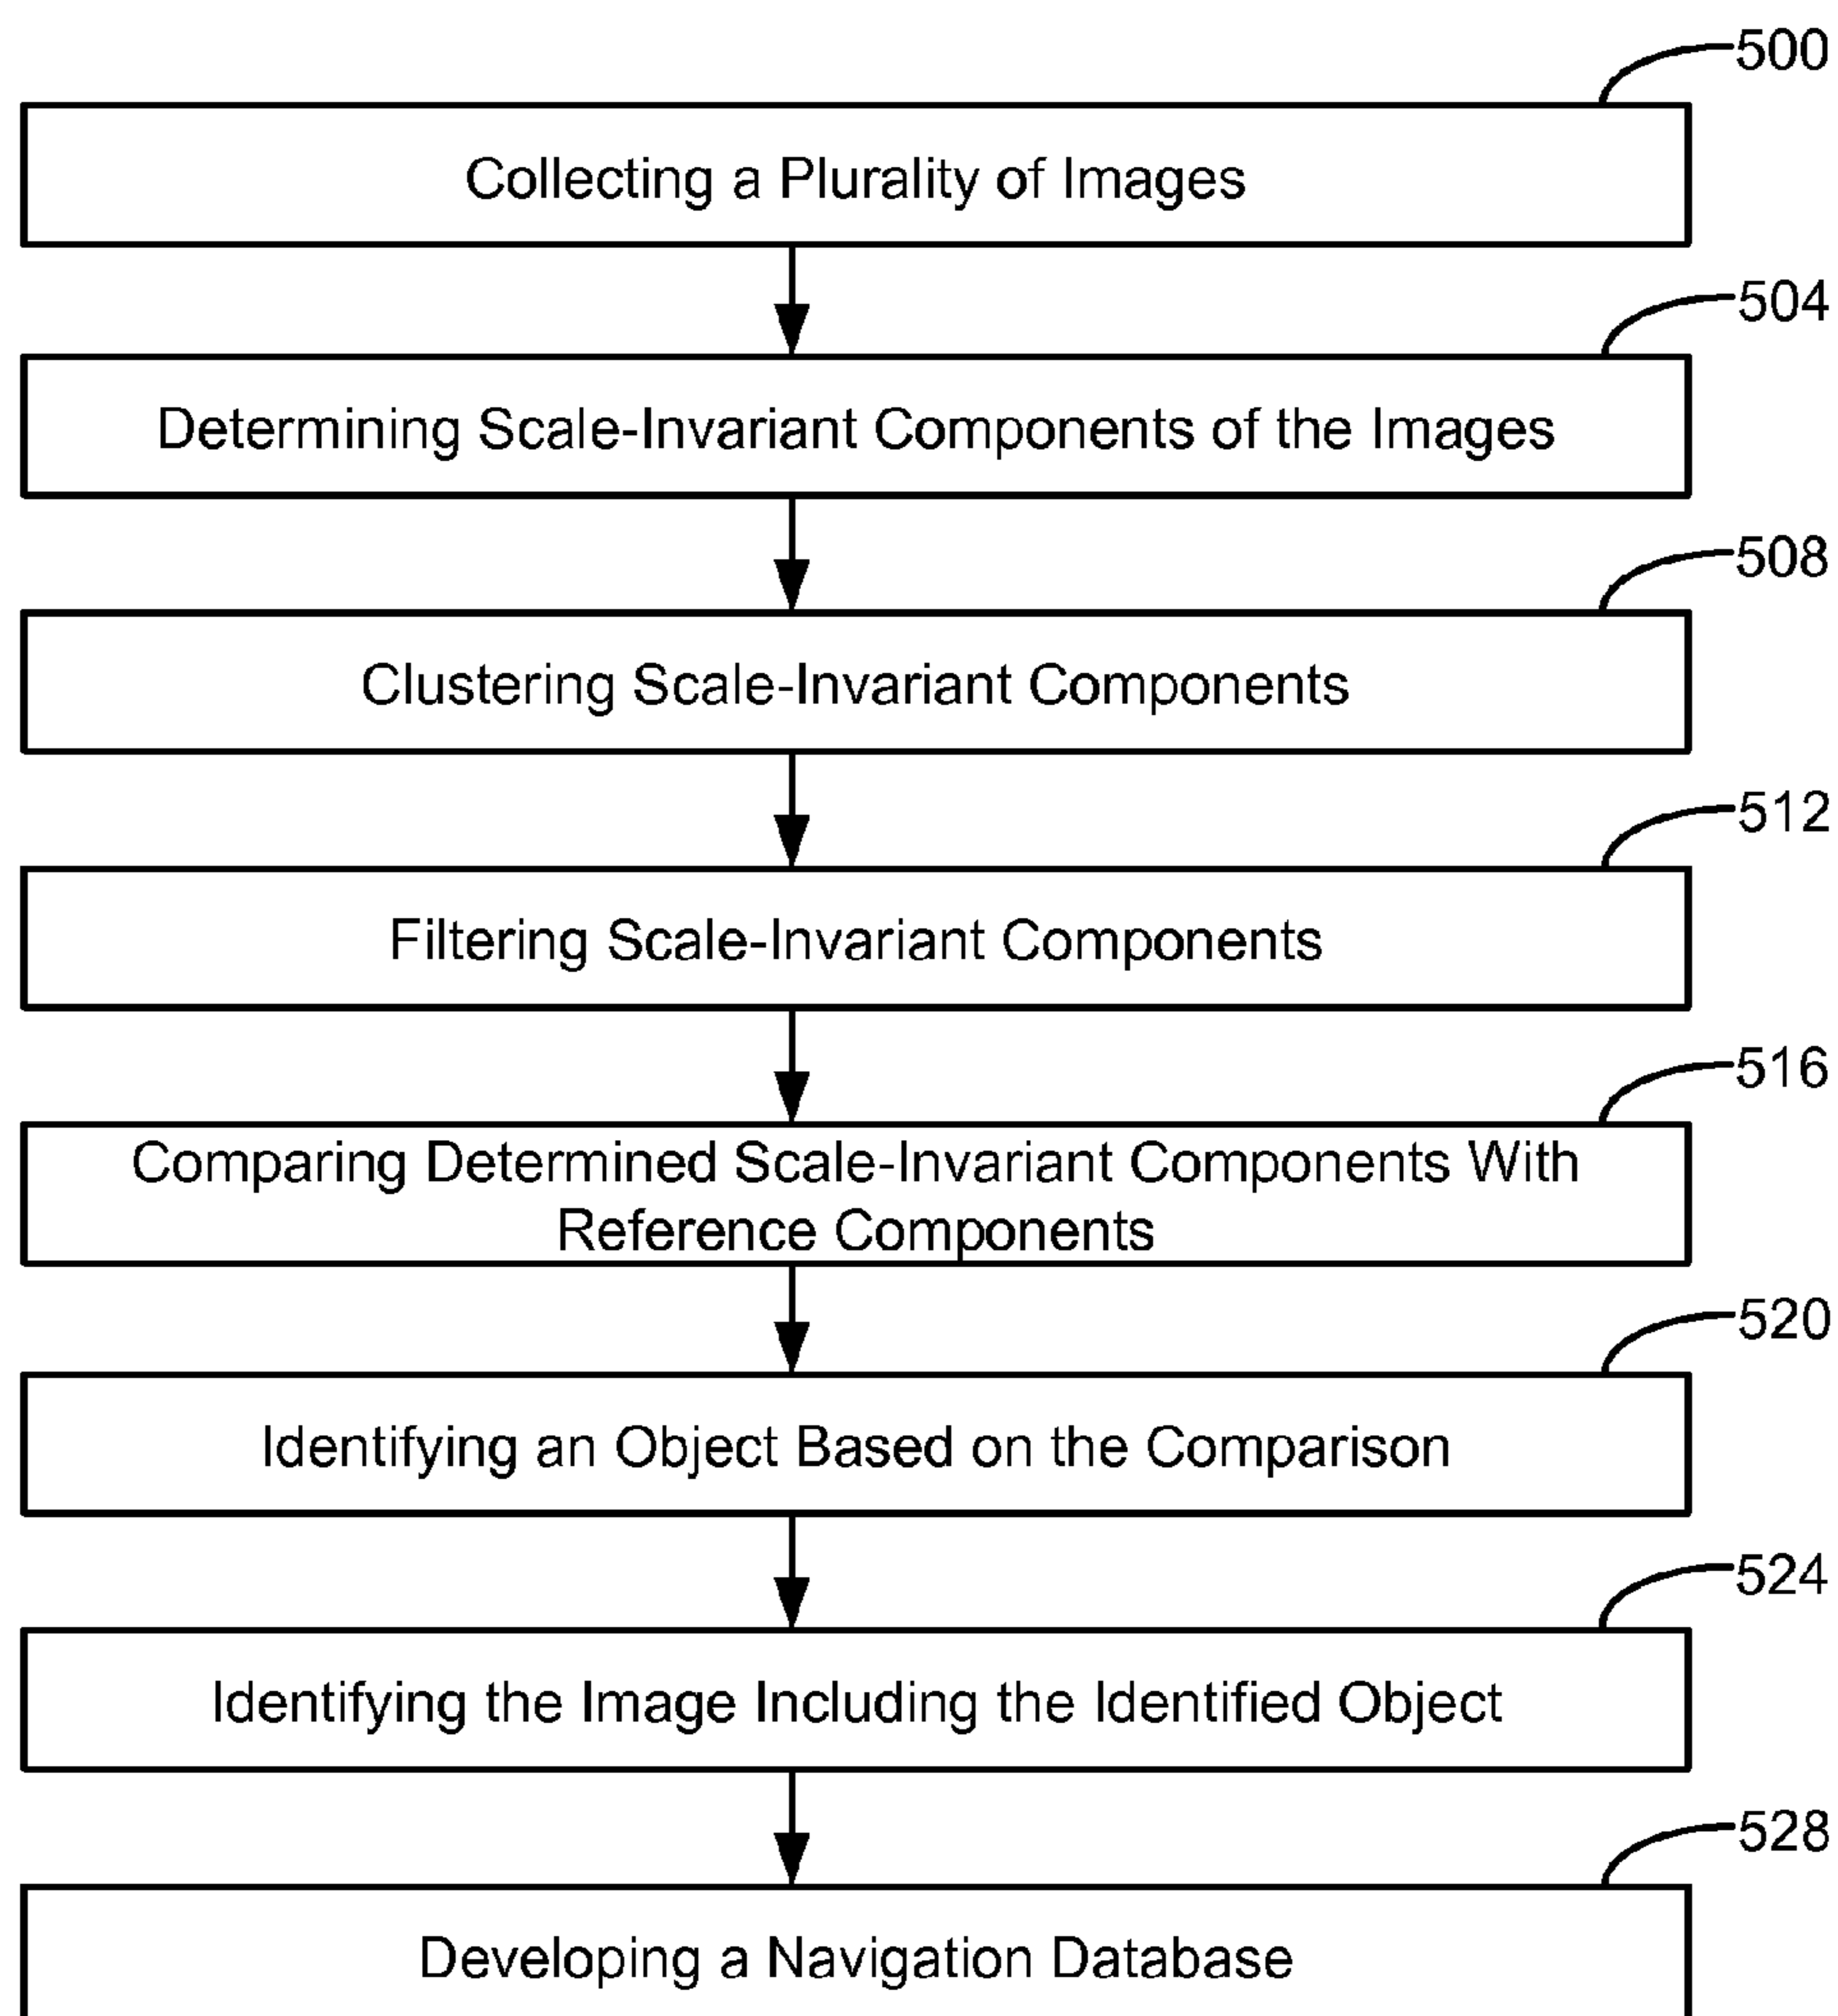 500
Collecting a Plurality of Images
504
Determining Scale-Invariant Components of the Images
508
Clustering Scale-Invariant Components
512
Filtering Scale-Invariant Components
516
Comparing Determined Scale-Invariant Components With
Reference Components
520
Identifying an Object Based on the Comparison
524
Identifying the Image Including the Identified Object
528
Developing a Navigation Database